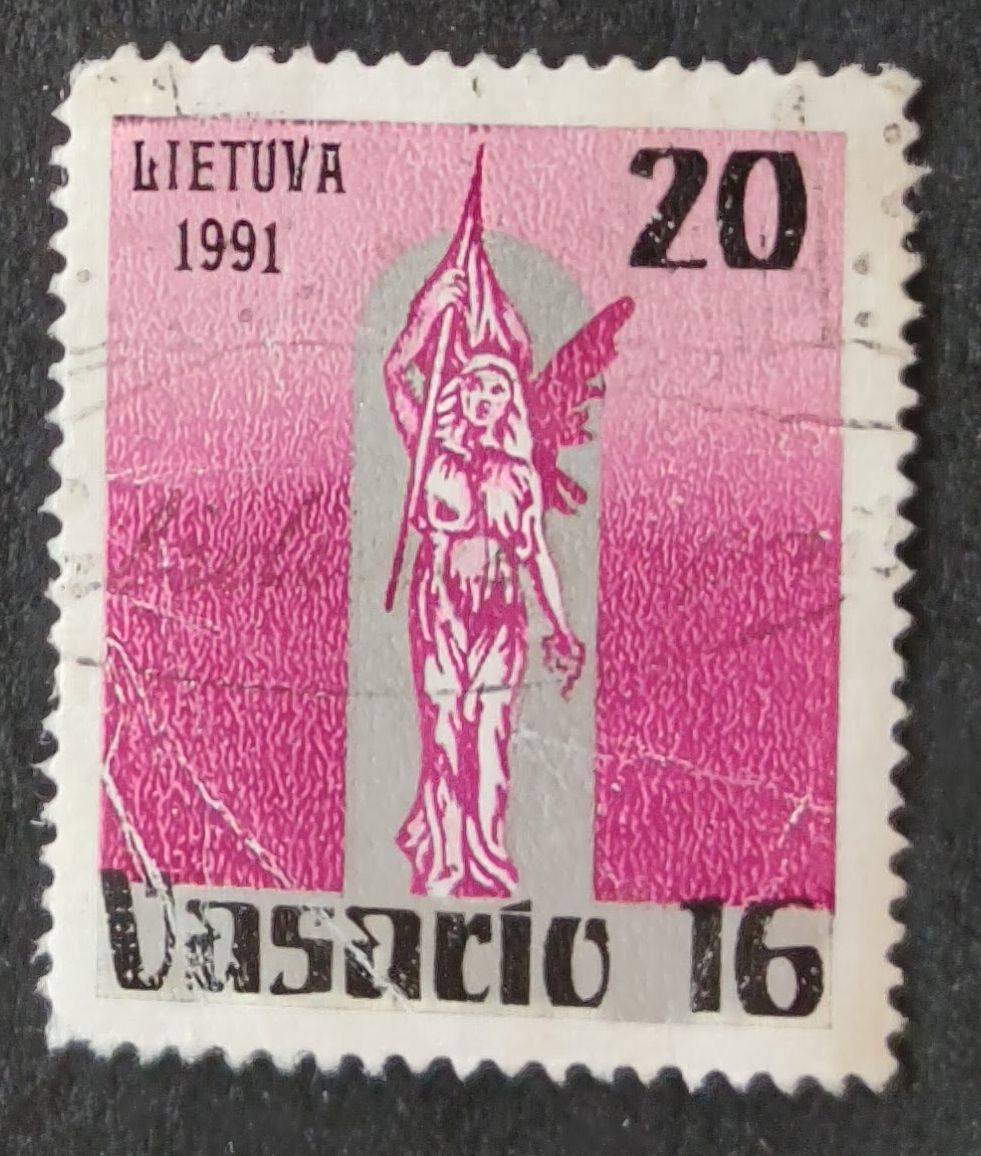 LIETUVA
1991
20
Vasario 16